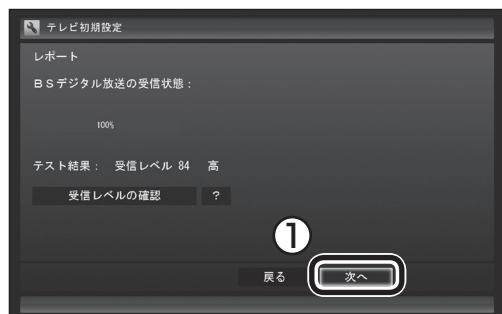 テレビ初期設定
レポート
BSデジタル放送の受信状態：
100%
テスト結果： 受信レベル 84 高
受信レベルの確認 ?
①
戻る 次へ